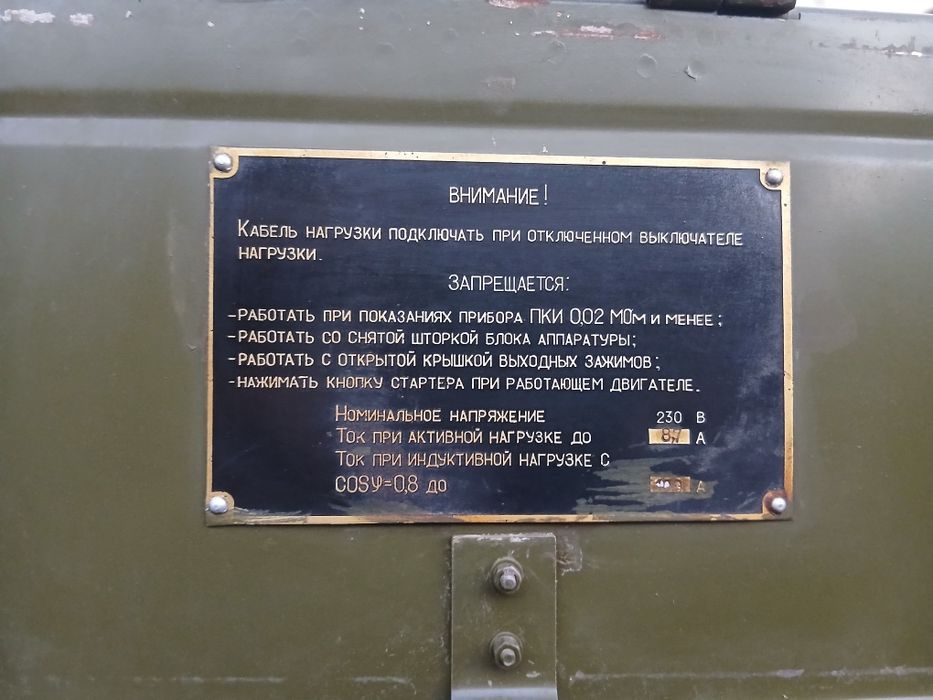 ВНИМАНИЕ!
КАБЕЛЬ НАГРУЗКИ ПОДКЛЮЧАТЬ ПРИ ОТКЛЮЧЕННОМ ВЫКЛЮЧАТЕЛЕ
НАГРУЗКИ.
ЗАПРЕЩАЕТСЯ:
-РАБОТАТЬ ПРИ ПОКАЗАНИЯХ ПРИБОРА ПКИ 0,02 МОм И МЕНЕЕ;
-РАБОТАТЬ СО СНЯТОЙ ШТОРКОЙ БЛОКА АППАРАТУРЫ;
-РАБОТАТЬ С ОТКРЫТОЙ КРЫШКОЙ ВЫХОДНЫХ ЗАЖИМОВ;
-НАЖИМАТЬ КНОПКУ СТАРТЕРА ПРИ РАБОТАЮЩЕМ ДВИГАТЕЛЕ.
НОМИНАЛЬНОЕ НАПРЯЖЕНИЕ 230 В
ТОК ПРИ АКТИВНОЙ НАГРУЗКЕ ДО 8,7 А
ТОК ПРИ ИНДУКТИВНОЙ НАГРУЗКЕ С
COSφ=0,8 ДО А